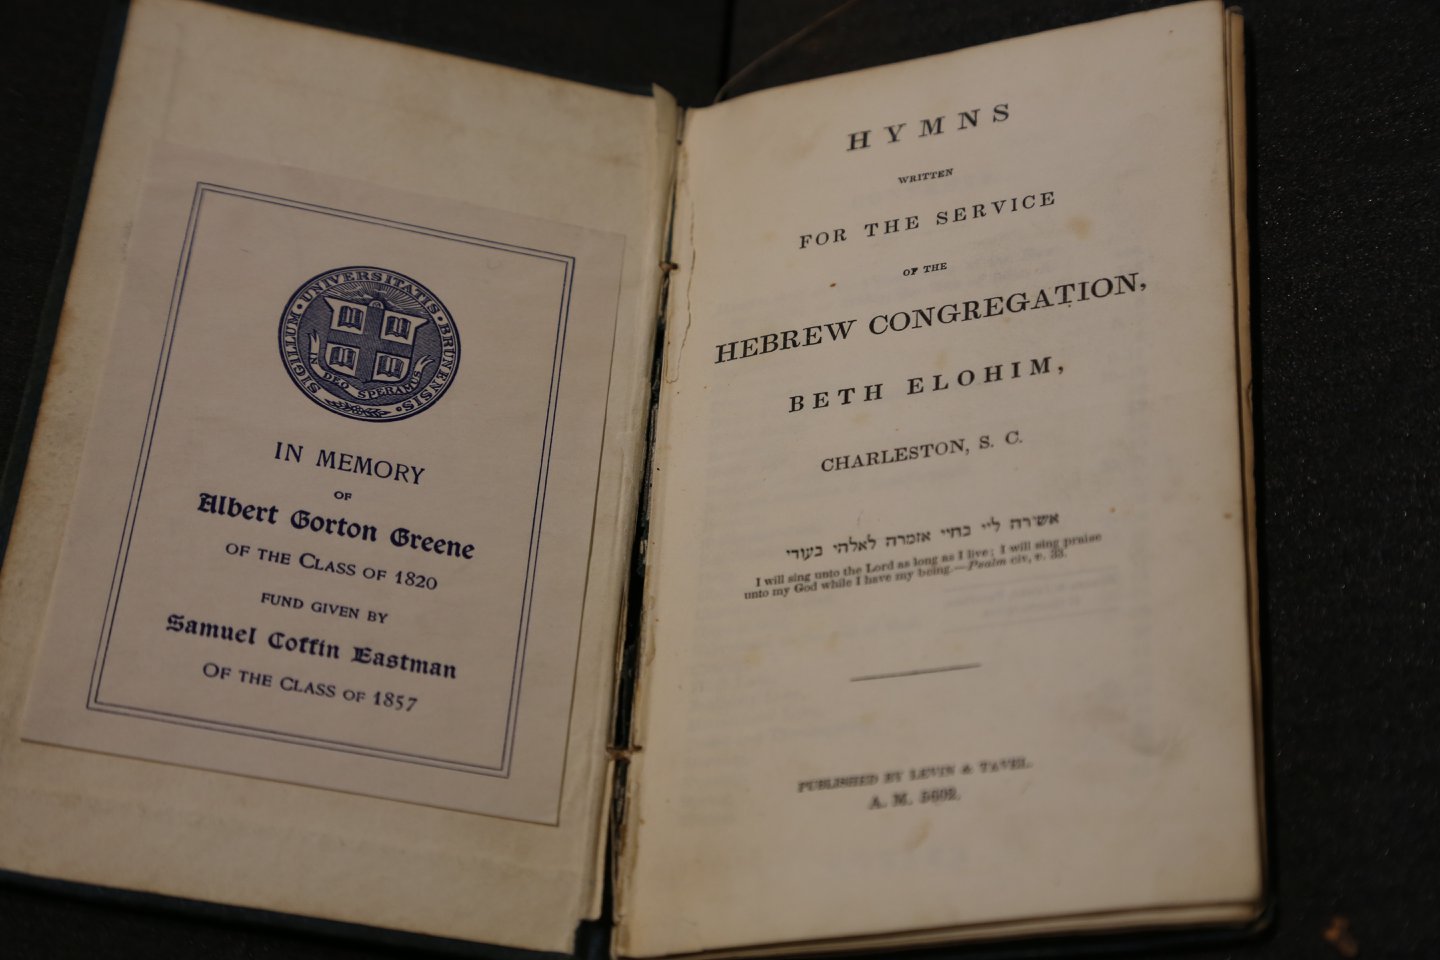 SIGILLUM · UNIVERSITATIS · BRUNENSIS ·
IN DEO SPERAMUS
IN MEMORY
OF
Albert Gorton Greene
OF THE CLASS OF 1820
FUND GIVEN BY
Samuel Coffin Eastman
OF THE CLASS OF 1857
HYMNS
WRITTEN
FOR THE SERVICE
OF THE
HEBREW CONGREGATION,
BETH ELOHIM,
CHARLESTON, S. C.
אשירה ליי בחיי אזמרה לאלהי בעודי
I will sing unto the Lord as long as I live; I will sing praise
unto my God while I have my being.—Psalm civ, v. 33.
PUBLISHED BY LEVIN & TAVEL.
A. M. 5602.